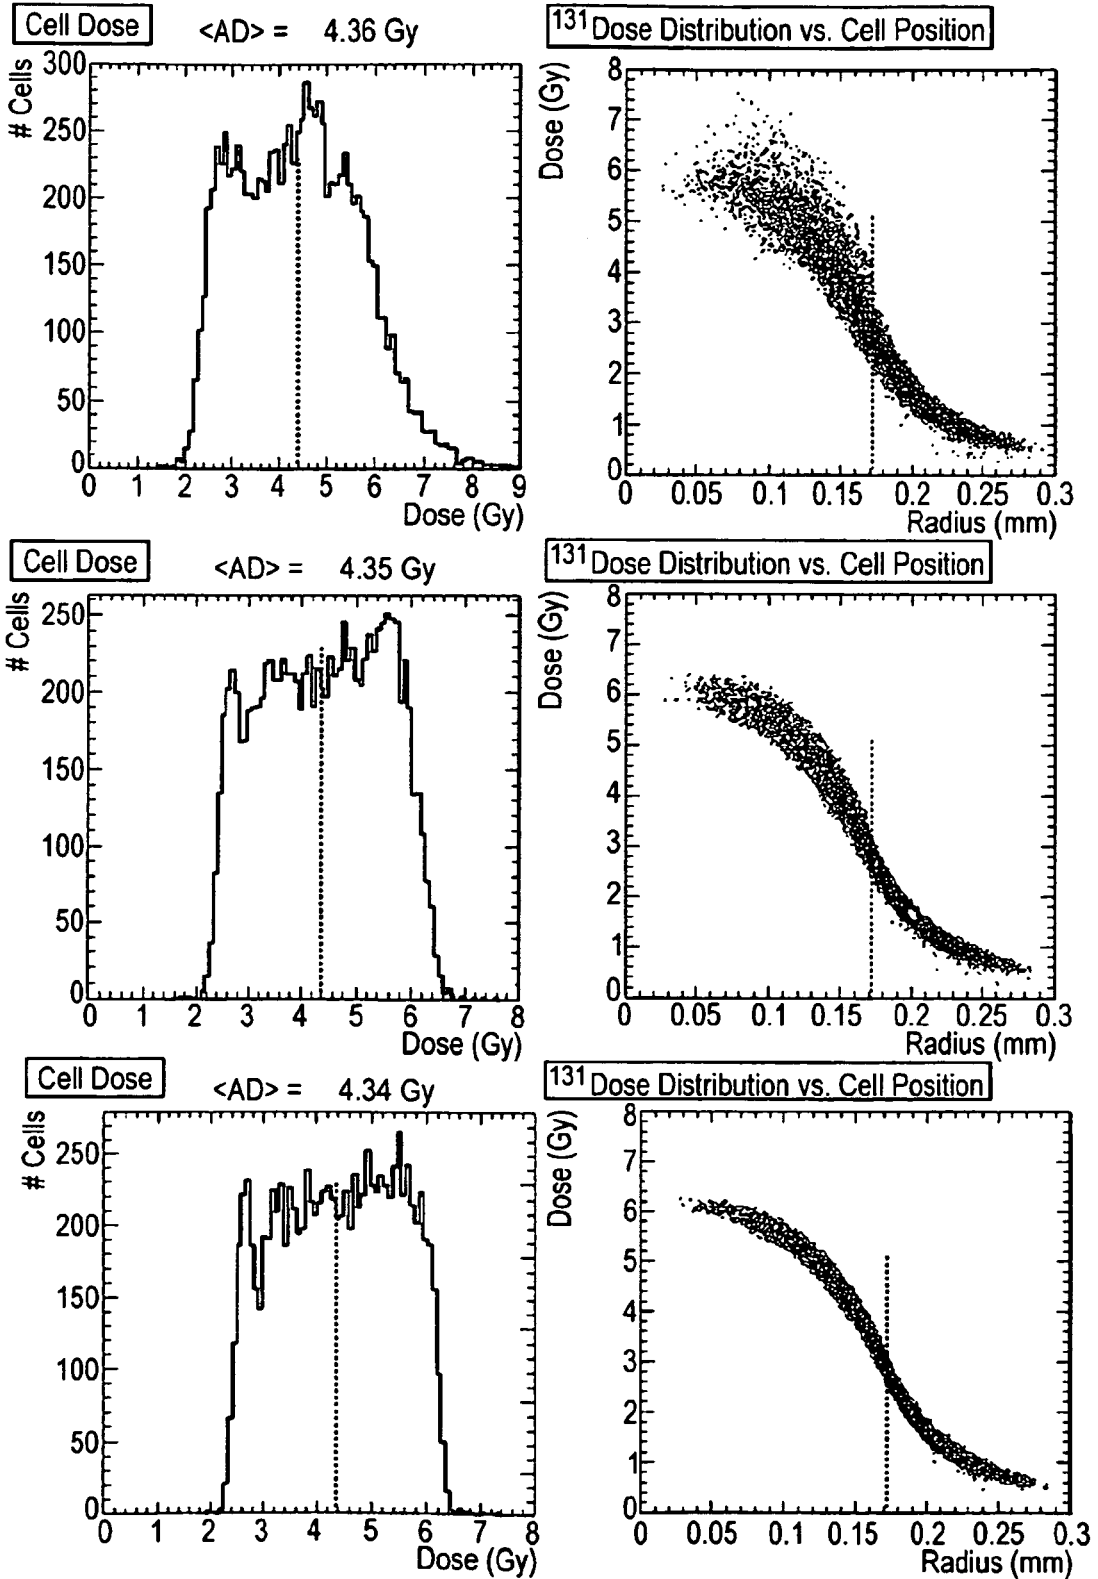 Cell Dose <AD> = 4.36 Gy
# Cells
300
250
200
150
100
50
0
0 1 2 3 4 5 6 7 8 9
Dose (Gy)
131 Dose Distribution vs. Cell Position
Dose (Gy)
8
7
6
5
4
3
2
1
0
0 0.05 0.1 0.15 0.2 0.25 0.3
Radius (mm)
Cell Dose <AD> = 4.35 Gy
# Cells
250
200
150
100
50
0
0 1 2 3 4 5 6 7 8
Dose (Gy)
131 Dose Distribution vs. Cell Position
Dose (Gy)
8
7
6
5
4
3
2
1
0
0 0.05 0.1 0.15 0.2 0.25 0.3
Radius (mm)
Cell Dose <AD> = 4.34 Gy
# Cells
250
200
150
100
50
0
0 1 2 3 4 5 6 7 8
Dose (Gy)
131 Dose Distribution vs. Cell Position
Dose (Gy)
8
7
6
5
4
3
2
1
0
0 0.05 0.1 0.15 0.2 0.25 0.3
Radius (mm)